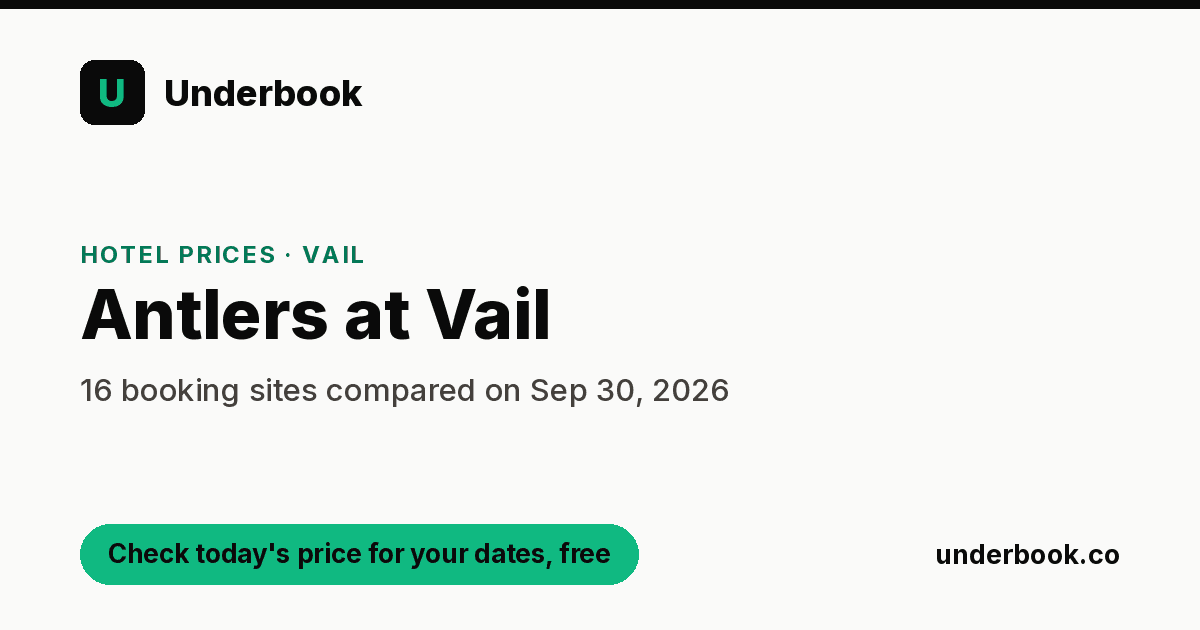 U Underbook
HOTEL PRICES · VAIL
Antlers at Vail
16 booking sites compared on Sep 30, 2026
Check today's price for your dates, free
underbook.co